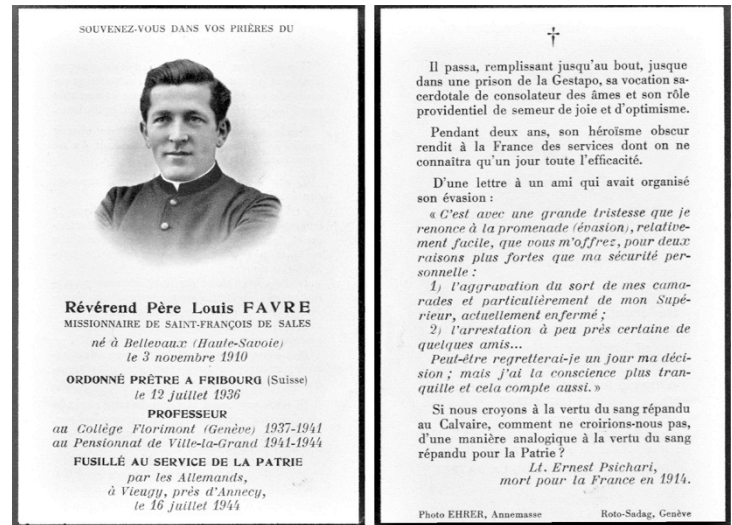 SOUVENEZ-VOUS DANS VOS PRIÈRES DU
Révérend Père Louis FAVRE
MISSIONNAIRE DE SAINT-FRANÇOIS DE SALES
né à Bellevaux (Haute-Savoie)
le 3 novembre 1910
ORDONNÉ PRÊTRE A FRIBOURG (Suisse)
le 12 juillet 1936
PROFESSEUR
au Collège Florimont (Genève) 1937-1941
au Pensionnat de Ville-la-Grand 1941-1944
FUSILLÉ AU SERVICE DE LA PATRIE
par les Allemands,
à Vieugy, près d'Annecy,
le 16 juillet 1944
Il passa, remplissant jusqu'au bout, jusque
dans une prison de la Gestapo, sa vocation sa-
cerdotale de consolateur des âmes et son rôle
providentiel de semeur de joie et d'optimisme.
Pendant deux ans, son héroïsme obscur
rendit à la France des services dont on ne
connaîtra qu'un jour toute l'efficacité.
D'une lettre à un ami qui avait organisé
son évasion :
« C'est avec une grande tristesse que je
renonce à la promenade (évasion), relative-
ment facile, que vous m'offrez, pour deux
raisons plus fortes que ma sécurité per-
sonnelle :
1) l'aggravation du sort de mes cama-
rades et particulièrement de mon Supé-
rieur, actuellement enfermé ;
2) l'arrestation à peu près certaine de
quelques amis...
Peut-être regretterai-je un jour ma déci-
sion ; mais j'ai la conscience plus tran-
quille et cela compte aussi. »
Si nous croyons à la vertu du sang répandu
au Calvaire, comment ne croirions-nous pas,
d'une manière analogique à la vertu du sang
répandu pour la Patrie ?
Lt. Ernest Psichari,
mort pour la France en 1914.
Photo EHRER, Annemasse Roto-Sadag, Genève